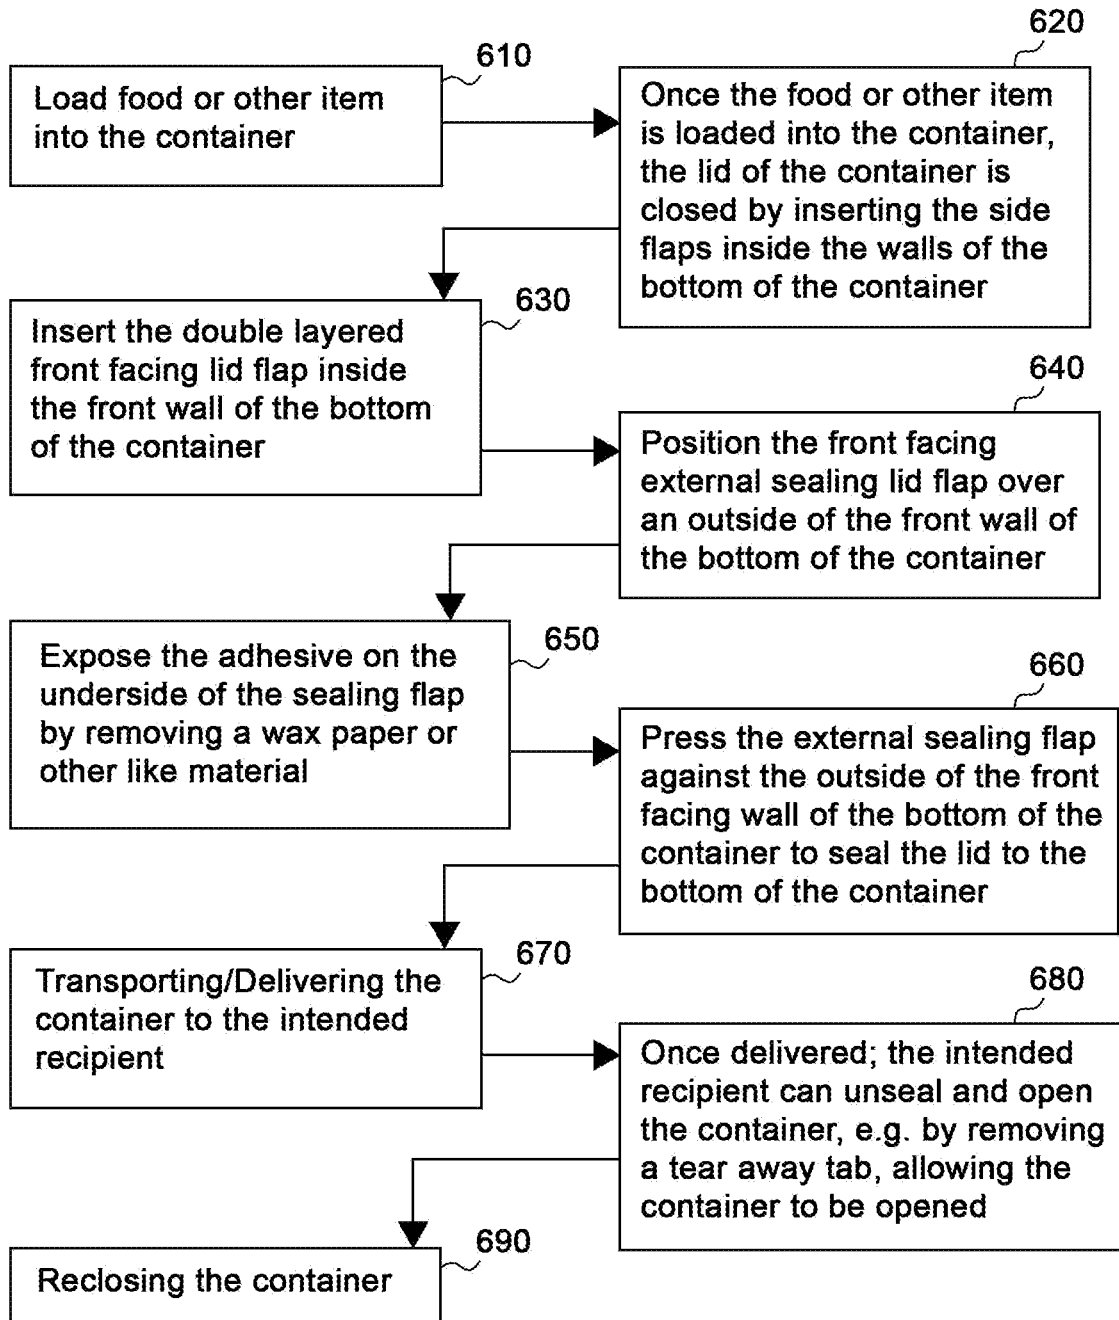 610
Load food or other item
into the container
620
Once the food or other item
is loaded into the container,
the lid of the container is
closed by inserting the side
flaps inside the walls of the
bottom of the container
630
Insert the double layered
front facing lid flap inside
the front wall of the bottom
of the container
640
Position the front facing
external sealing lid flap over
an outside of the front wall of
the bottom of the container
650
Expose the adhesive on the
underside of the sealing flap
by removing a wax paper or
other like material
660
Press the external sealing flap
against the outside of the front
facing wall of the bottom of the
container to seal the lid to the
bottom of the container
670
Transporting/Delivering the
container to the intended
recipient
680
Once delivered; the intended
recipient can unseal and open
the container, e.g. by removing
a tear away tab, allowing the
container to be opened
690
Reclosing the container